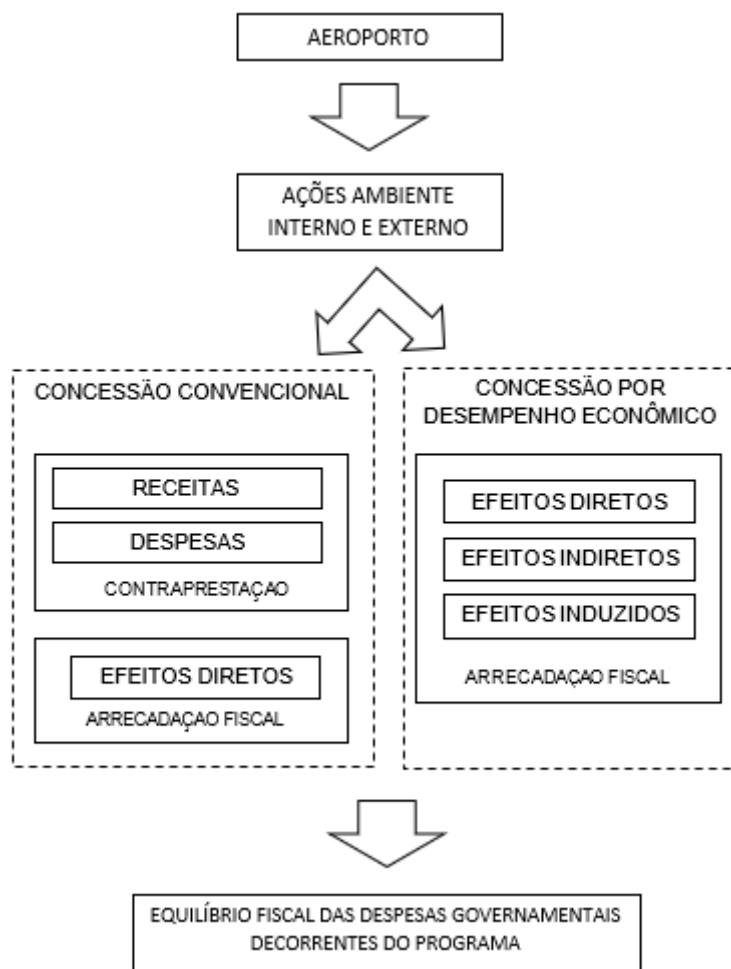 AEROPORTO
AÇÕES AMBIENTE
INTERNO E EXTERNO
CONCESSÃO CONVENCIONAL
RECEITAS
DESPESAS
CONTRAPRESTAÇAO
EFEITOS DIRETOS
ARRECADAÇAO FISCAL
CONCESSÃO POR
DESEMPENHO ECONÔMICO
EFEITOS DIRETOS
EFEITOS INDIRETOS
EFEITOS INDUZIDOS
ARRECADAÇAO FISCAL
EQUILÍBRIO FISCAL DAS DESPESAS GOVERNAMENTAIS
DECORRENTES DO PROGRAMA